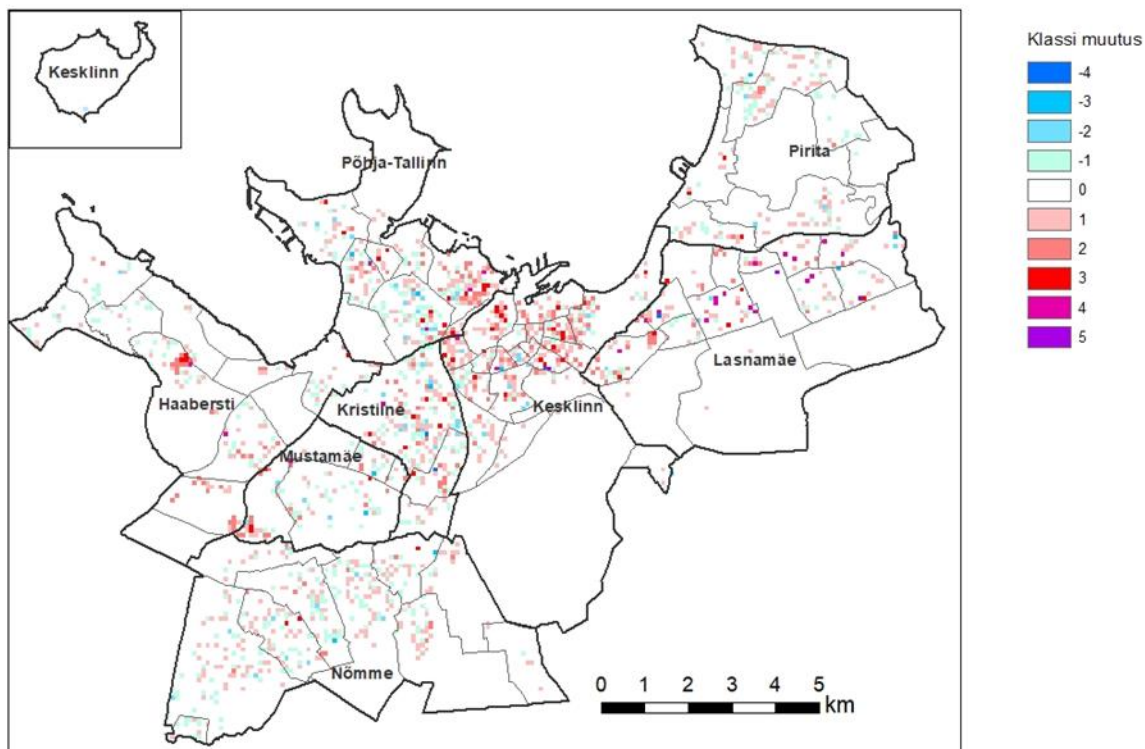 Kesklinn
Klassi muutus
-4
-3
-2
-1
0
1
2
3
4
5
Põhja-Tallinn
Pirita
Lasnamäe
Haabersti
Kristiine
Kesklinn
Mustamäe
Nõmme
0 1 2 3 4 5
km